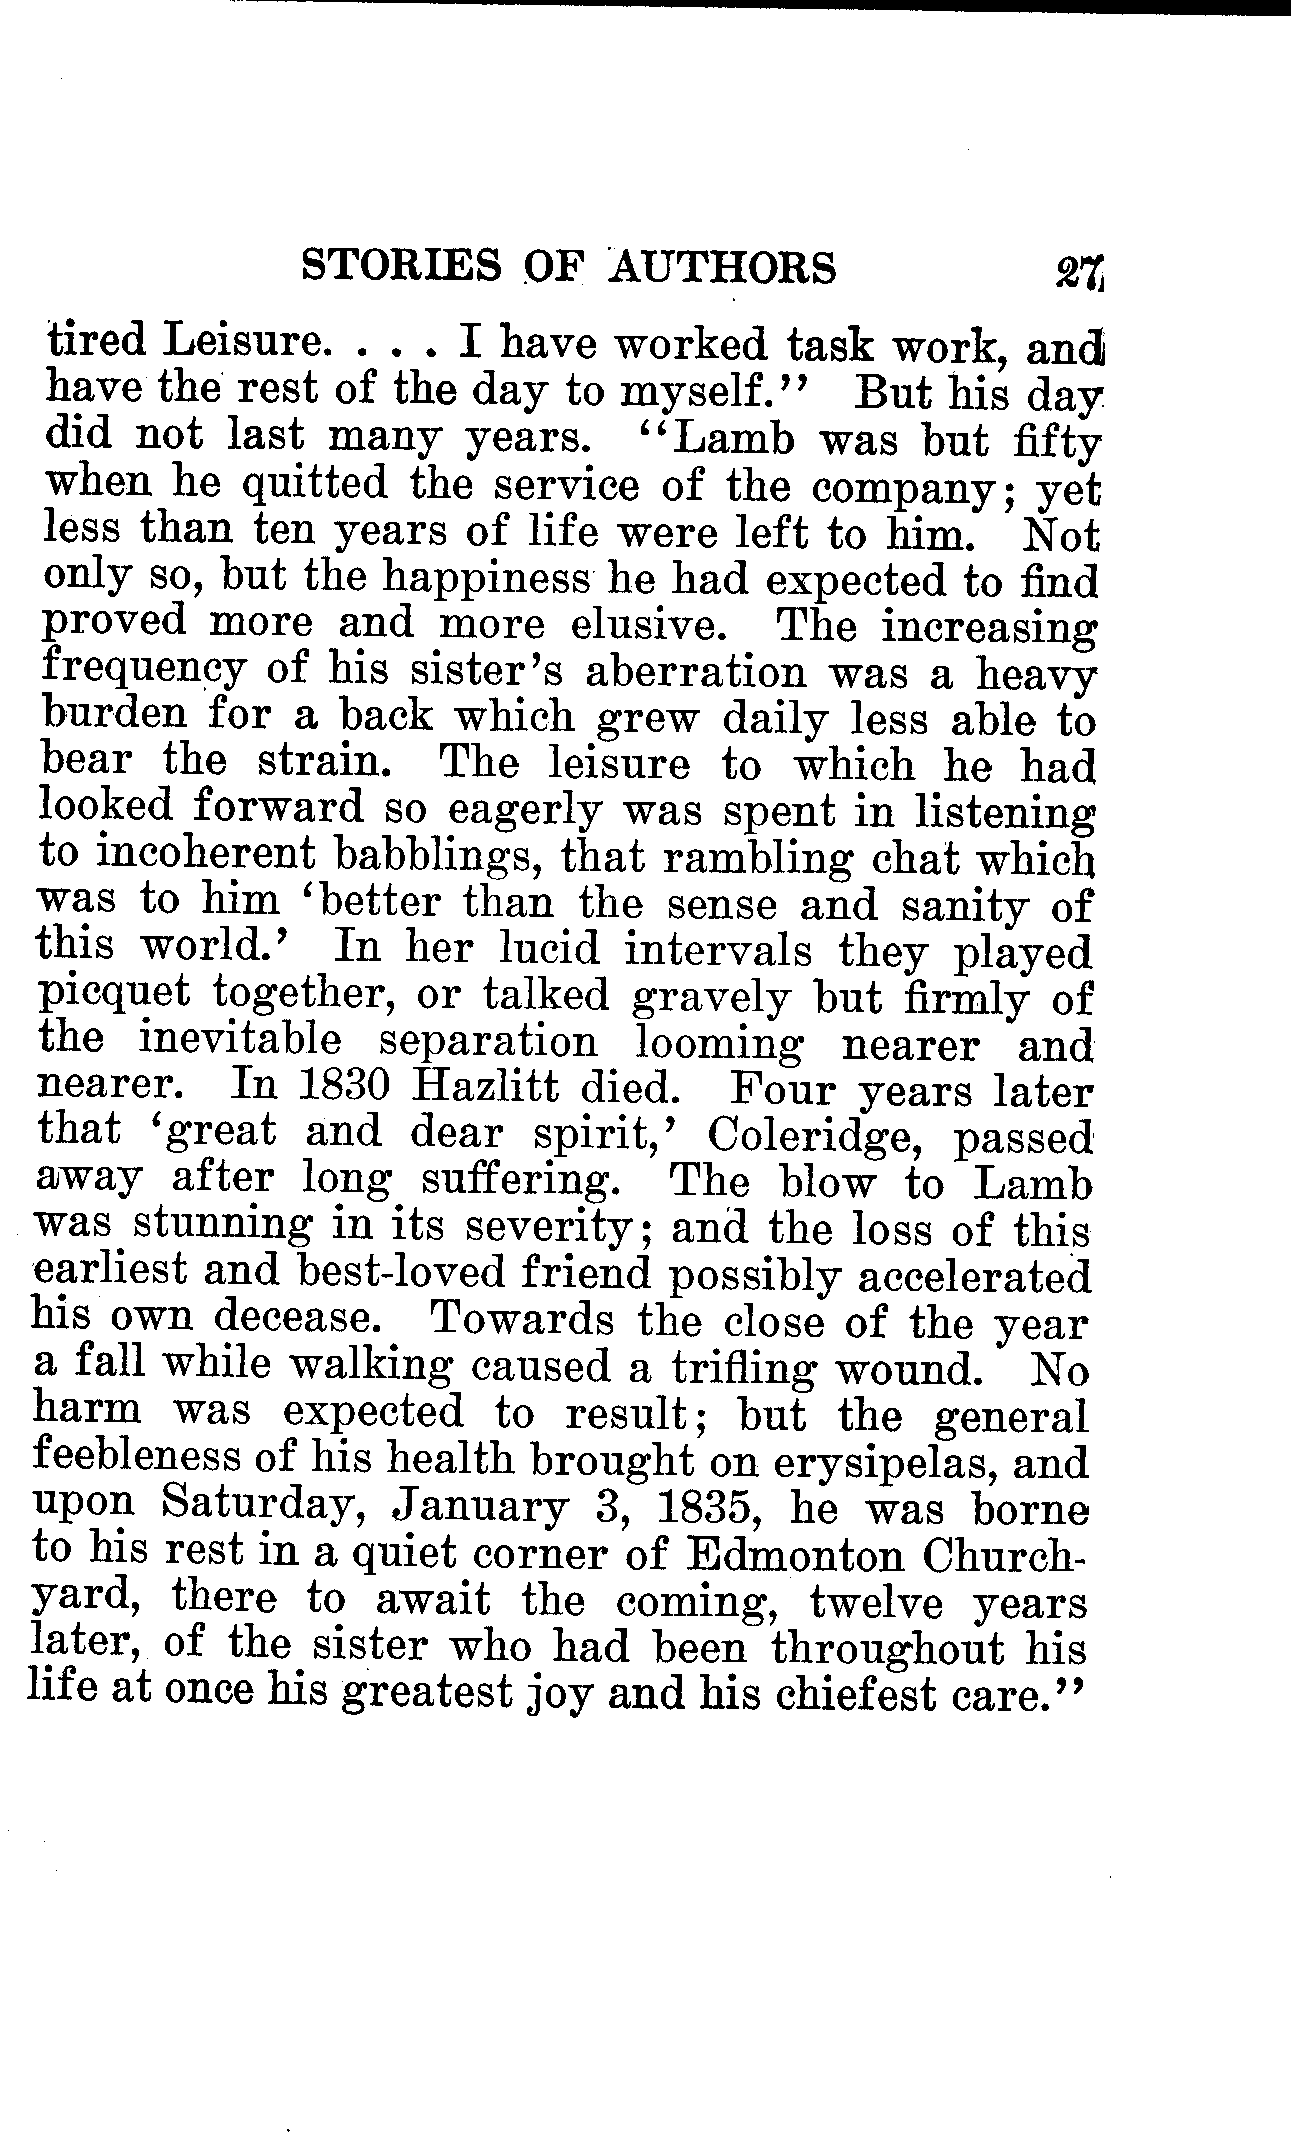 STORIES OF AUTHORS 27
tired Leisure. . . . I have worked task work, and
have the rest of the day to myself.” But his day
did not last many years. “Lamb was but fifty
when he quitted the service of the company; yet
less than ten years of life were left to him. Not
only so, but the happiness he had expected to find
proved more and more elusive. The increasing
frequency of his sister’s aberration was a heavy
burden for a back which grew daily less able to
bear the strain. The leisure to which he had
looked forward so eagerly was spent in listening
to incoherent babblings, that rambling chat which
was to him ‘better than the sense and sanity of
this world.’ In her lucid intervals they played
picquet together, or talked gravely but firmly of
the inevitable separation looming nearer and
nearer. In 1830 Hazlitt died. Four years later
that ‘great and dear spirit,’ Coleridge, passed
away after long suffering. The blow to Lamb
was stunning in its severity; and the loss of this
earliest and best-loved friend possibly accelerated
his own decease. Towards the close of the year
a fall while walking caused a trifling wound. No
harm was expected to result; but the general
feebleness of his health brought on erysipelas, and
upon Saturday, January 3, 1835, he was borne
to his rest in a quiet corner of Edmonton Church-
yard, there to await the coming, twelve years
later, of the sister who had been throughout his
life at once his greatest joy and his chiefest care.”